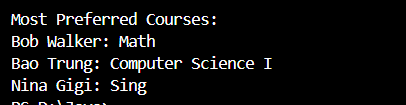 Most Preferred Courses:
Bob Walker: Math
Bao Trung: Computer Science I
Nina Gigi: Sing